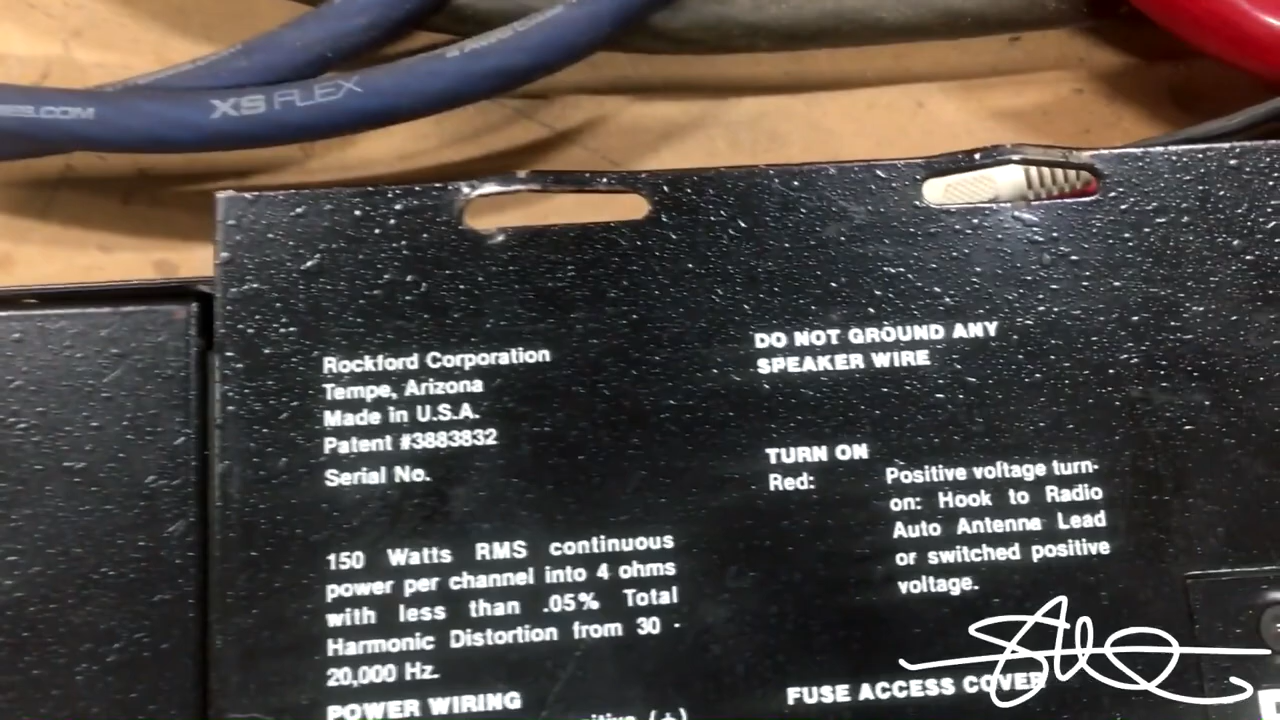 XS FLEX
Rockford Corporation
Tempe, Arizona
Made in U.S.A.
Patent #3883832
Serial No.
150 Watts RMS continuous
power per channel into 4 ohms
with less than .05% Total
Harmonic Distortion from 30 -
20,000 Hz.
POWER WIRING
(+)
DO NOT GROUND ANY
SPEAKER WIRE
TURN ON
Red: Positive voltage turn-
on: Hook to Radio
Auto Antenna Lead
or switched positive
voltage.
FUSE ACCESS COVER